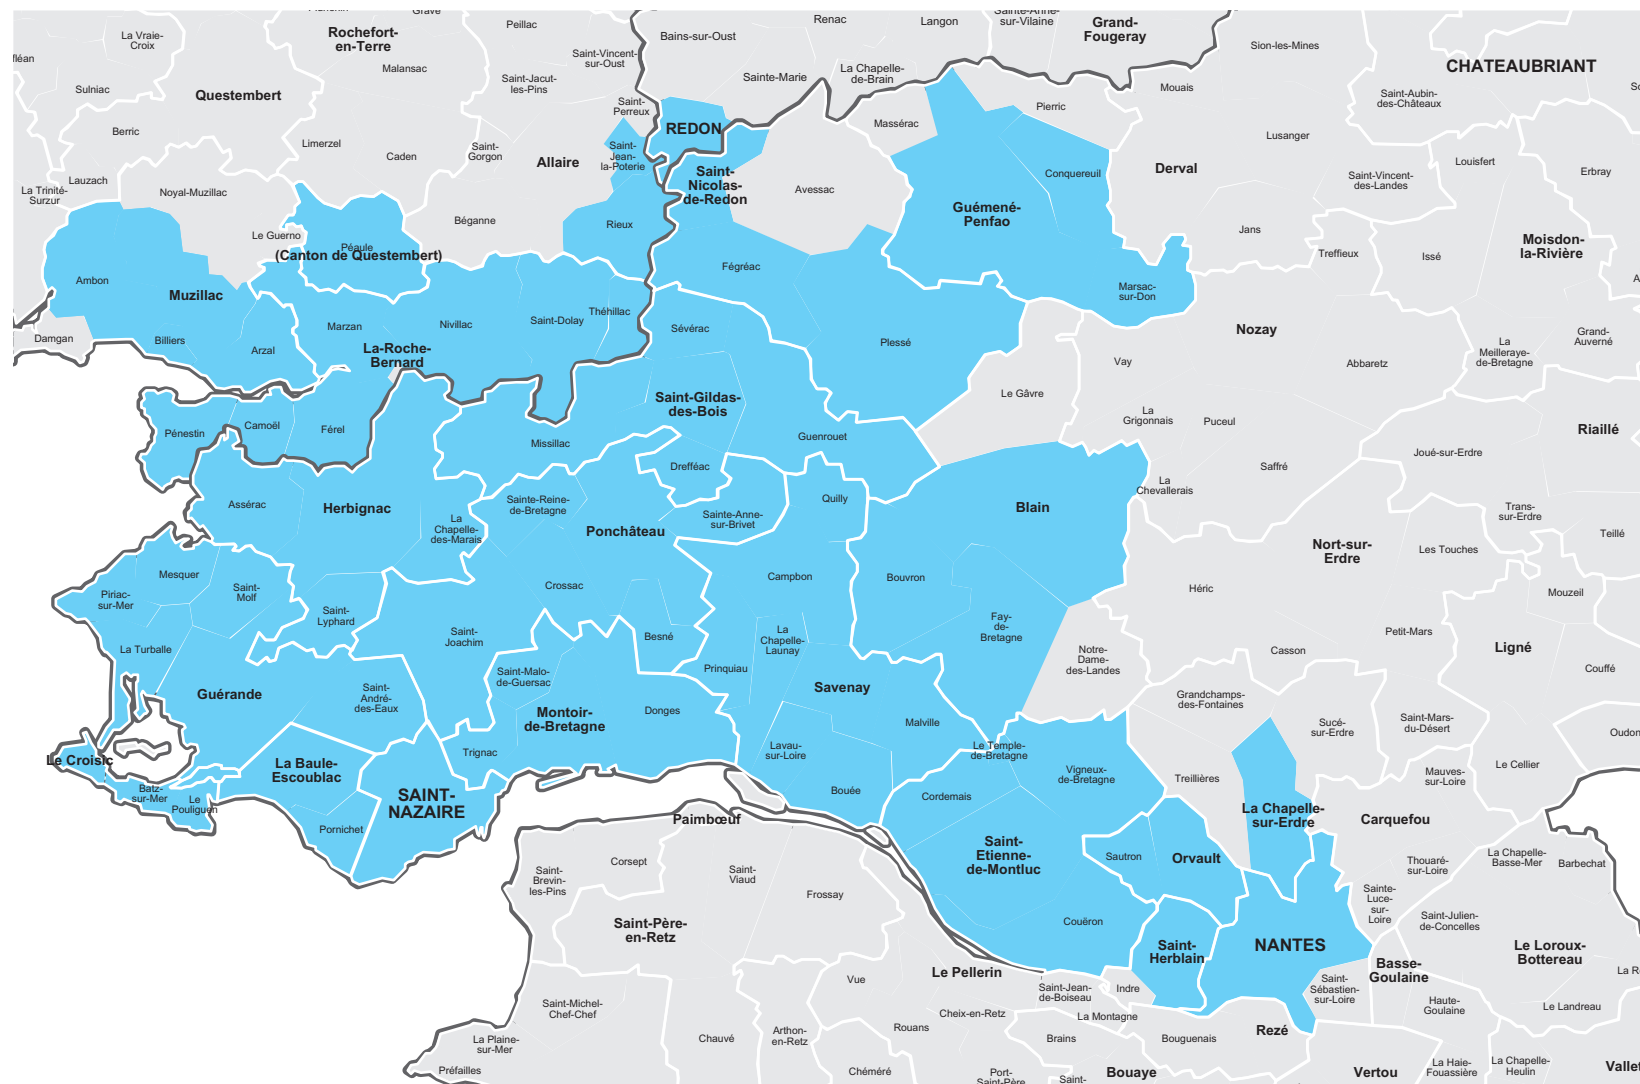 Peillac
Renac
Langon
Sainte-Anne-
sur-Vilaine
Grand-
Fougeray
La Vraie-
Croix
Rochefort-
en-Terre
Bains-sur-Oust
Sion-les-Mines
Saint-Vincent-
sur-Oust
Malansac
CHATEAUBRIANT
Saint-Jacut-
les-Pins
Sainte-Marie
La Chapelle-
de-Brain
Mouais
Sulniac
Questembert
Saint-
Perreux
Pierric
Saint-Aubin-
des-Châteaux
Berric
REDON
Massérac
Lusanger
Limerzel
Caden
Saint-
Gorgon
Allaire
Saint-
Jean-
la-Poterie
Saint-
Nicolas-
de-Redon
Conquereuil
Derval
Louisfert
Erbray
Lauzach
La Trinité-
Surzur
Noyal-Muzillac
Avessac
Saint-Vincent-
des-Landes
Béganne
Rieux
Guémené-
Penfao
Jans
Le Guerno
Péaule
(Canton de Questembert)
Treffieux
Issé
Moisdon-
la-Rivière
Ambon
Muzillac
Fégréac
Marsac-
sur-Don
Damgan
Billiers
Arzal
Marzan
Nivillac
Saint-Dolay
Théhillac
Sévérac
Plessé
Nozay
La-Roche-
Bernard
Vay
Abbaretz
La
Meilleraye-
de-Bretagne
Grand-
Auverné
Saint-Gildas-
des-Bois
Le Gâvre
La
Grigonnais
Puceul
Pénestin
Camoël
Férel
Missillac
Guenrouet
Riaillé
Drefféac
Saffré
Joué-sur-Erdre
La
Chevallerais
Assérac
Herbignac
La
Chapelle-
des-Marais
Sainte-Reine-
de-Bretagne
Quilly
Blain
Trans-
sur-Erdre
Ponchâteau
Sainte-Anne-
sur-Brivet
Teillé
Nort-sur-
Erdre
Les Touches
Mesquer
Saint-
Molf
Piriac-
sur-Mer
Crossac
Campbon
Bouvron
Héric
Mouzeil
Saint-
Lyphard
Saint-
Joachim
Besné
La
Chapelle-
Launay
Fay-
de-
Bretagne
Petit-Mars
La Turballe
Casson
Ligné
Notre-
Dame-
des-Landes
Couffé
Saint-Malo-
de-Guersac
Prinquiau
Guérande
Saint-
André-
des-Eaux
Savenay
Grandchamps-
des-Fontaines
Montoir-
de-Bretagne
Donges
Malville
Sucé-
sur-Erdre
Saint-Mars-
du-Désert
Oudon
Trignac
Lavau-
sur-Loire
Le Temple-
de-Bretagne
Le Croisic
La Baule-
Escoublac
Vigneux-
de-Bretagne
Treillières
Mauves-
sur-Loire
Le Cellier
Batz-
sur-Mer
Le
Pouliguen
SAINT-
NAZAIRE
Bouée
Cordemais
La Chapelle-
sur-Erdre
Carquefou
Pornichet
Paimbœuf
Saint-
Etienne-
de-Montluc
Sautron
Orvault
Thouaré-
sur-Loire
La Chapelle-
Basse-Mer
Barbechat
Corsept
Saint-
Brevin-
les-Pins
Saint-
Viaud
Frossay
Sainte-
Luce-
sur-
Loire
Saint-Julien-
de-Concelles
Saint-Père-
en-Retz
Couëron
Saint-
Herblain
NANTES
Le Loroux-
Bottereau
Le Pellerin
Basse-
Goulaine
Vue
Saint-Jean-
de-Boiseau
Indre
Saint-
Sébastien-
sur-Loire
Saint-Michel-
Chef-Chef
Haute-
Goulaine
Le Landreau
Cheix-en-Retz
La Montagne
Rouans
Rezé
La Plaine-
sur-Mer
Chauvé
Arthon-
en-Retz
Brains
Bouguenais
Préfailles
Chéméré
Port-
Saint-Père
Saint-
Bouaye
Vertou
La Haie-
Fouassière
La Chapelle-
Heulin
Vallet